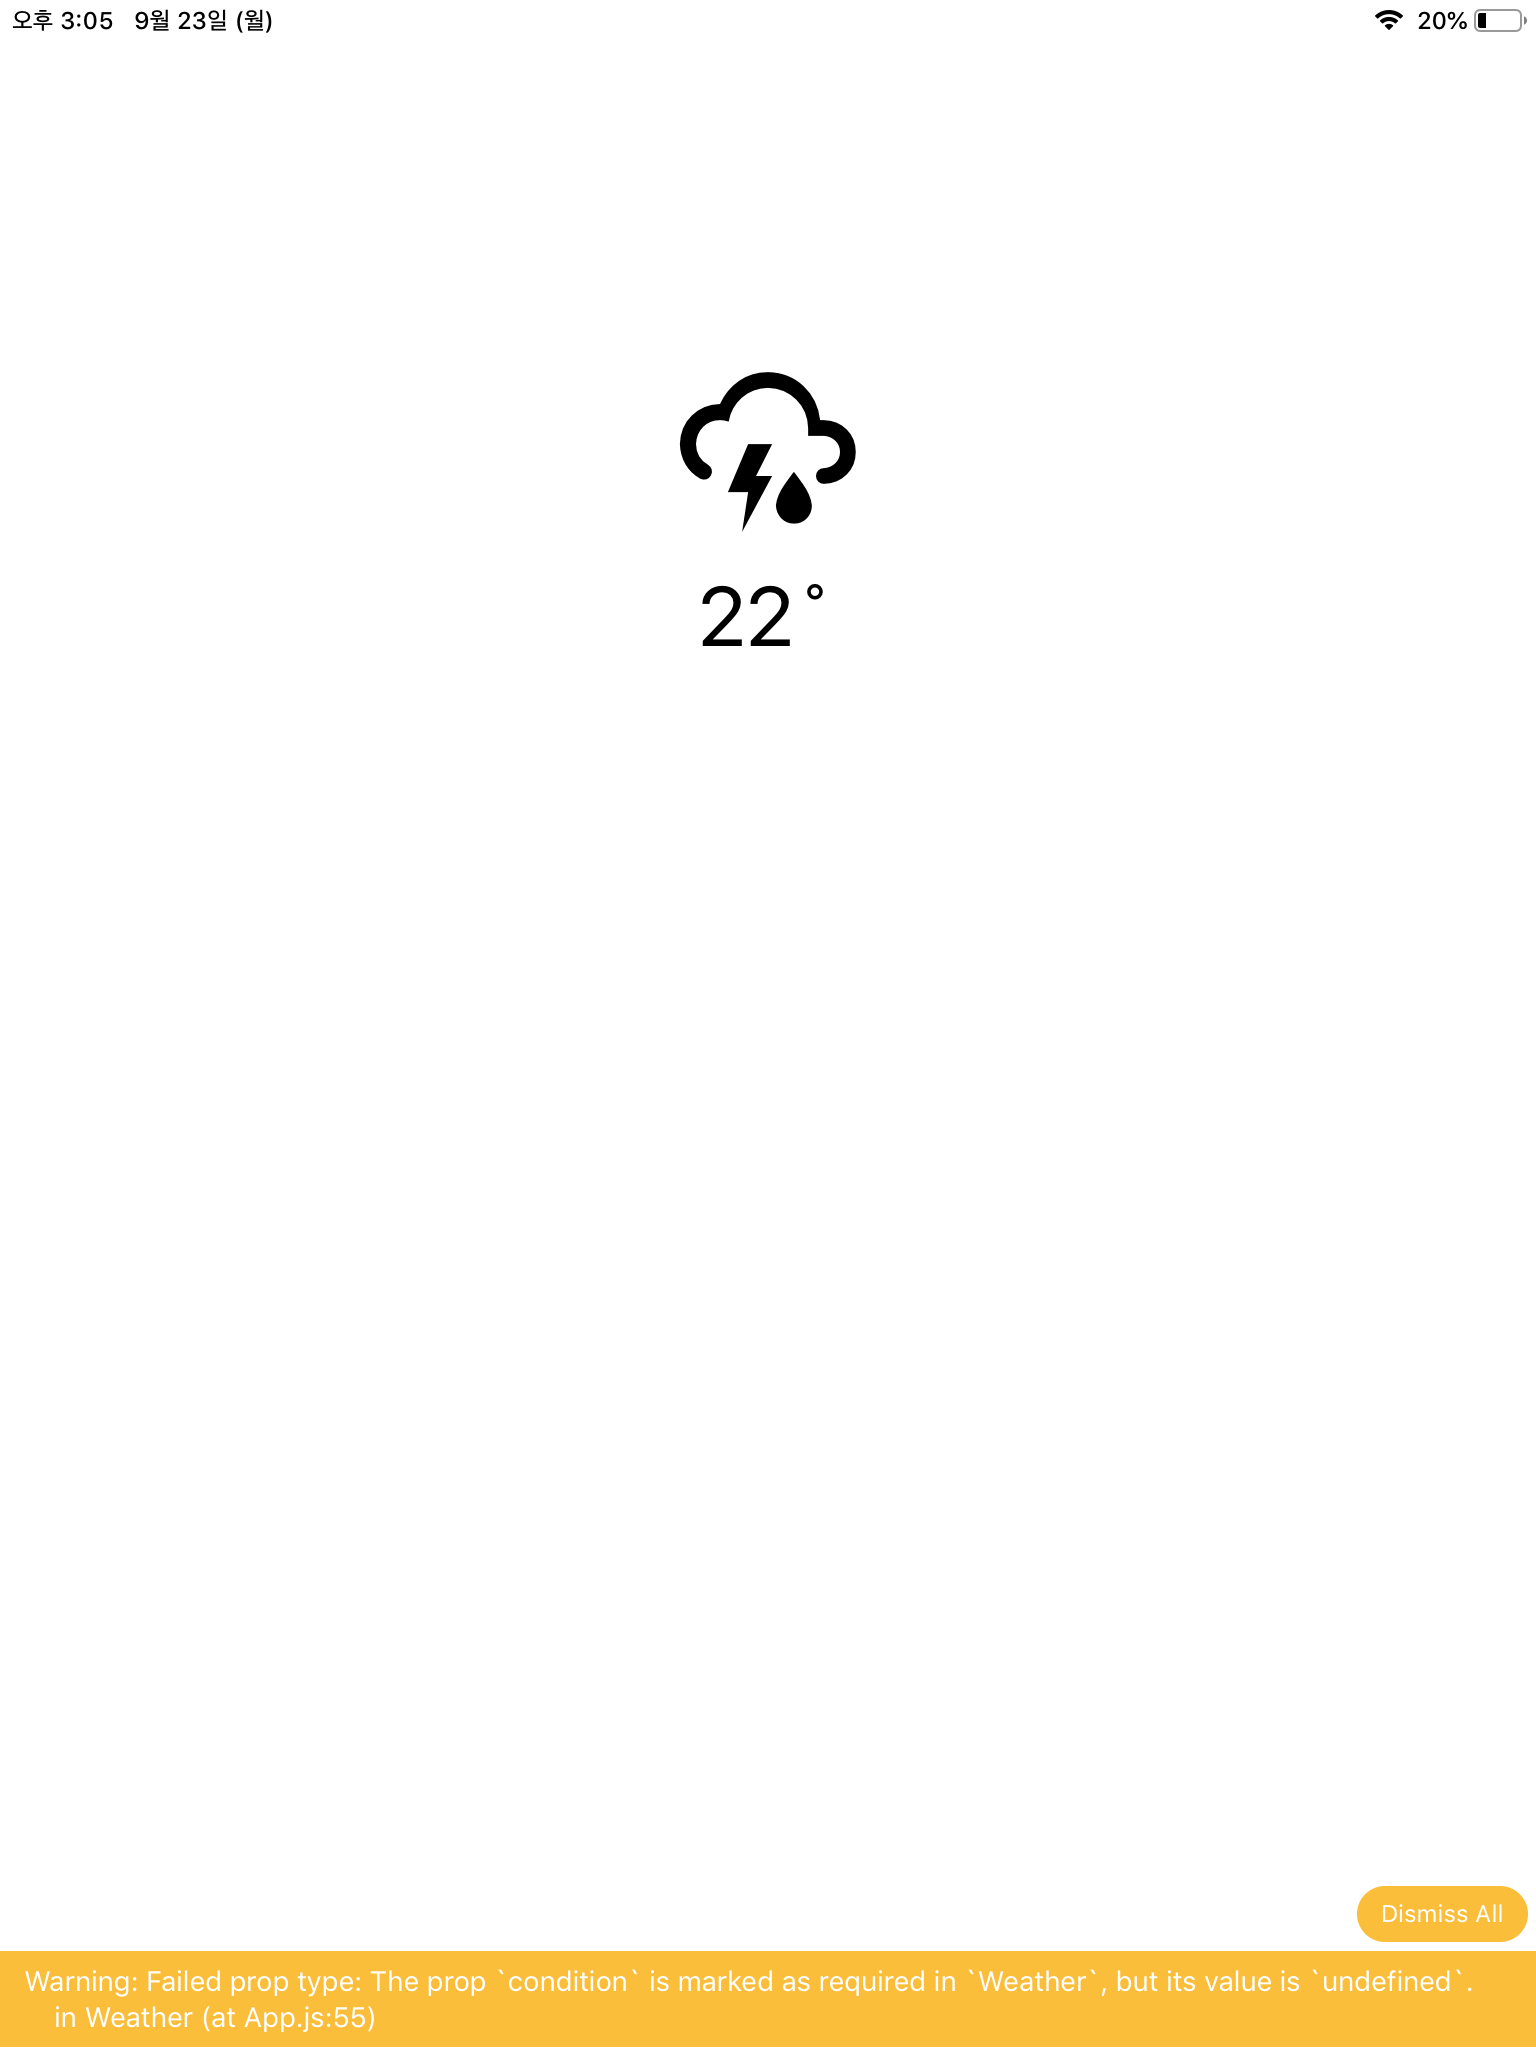 오후 3:05 9월 23일 (월) 20%
22°
Dismiss All
Warning: Failed prop type: The prop `condition` is marked as required in `Weather`, but its value is `undefined`.
in Weather (at App.js:55)